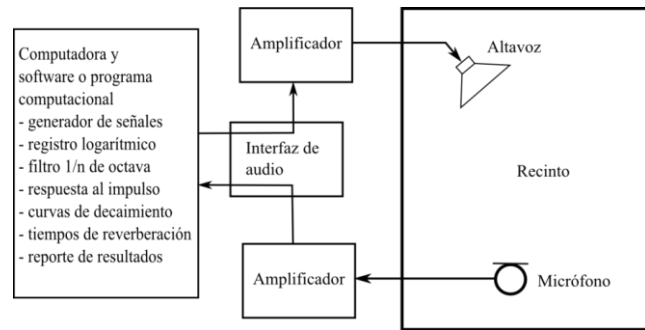 Computadora y
software o programa
computacional
- generador de señales
- registro logarítmico
- filtro 1/n de octava
- respuesta al impulso
- curvas de decaimiento
- tiempos de reverberación
- reporte de resultados
Amplificador
Interfaz de
audio
Amplificador
Altavoz
Recinto
Micrófono